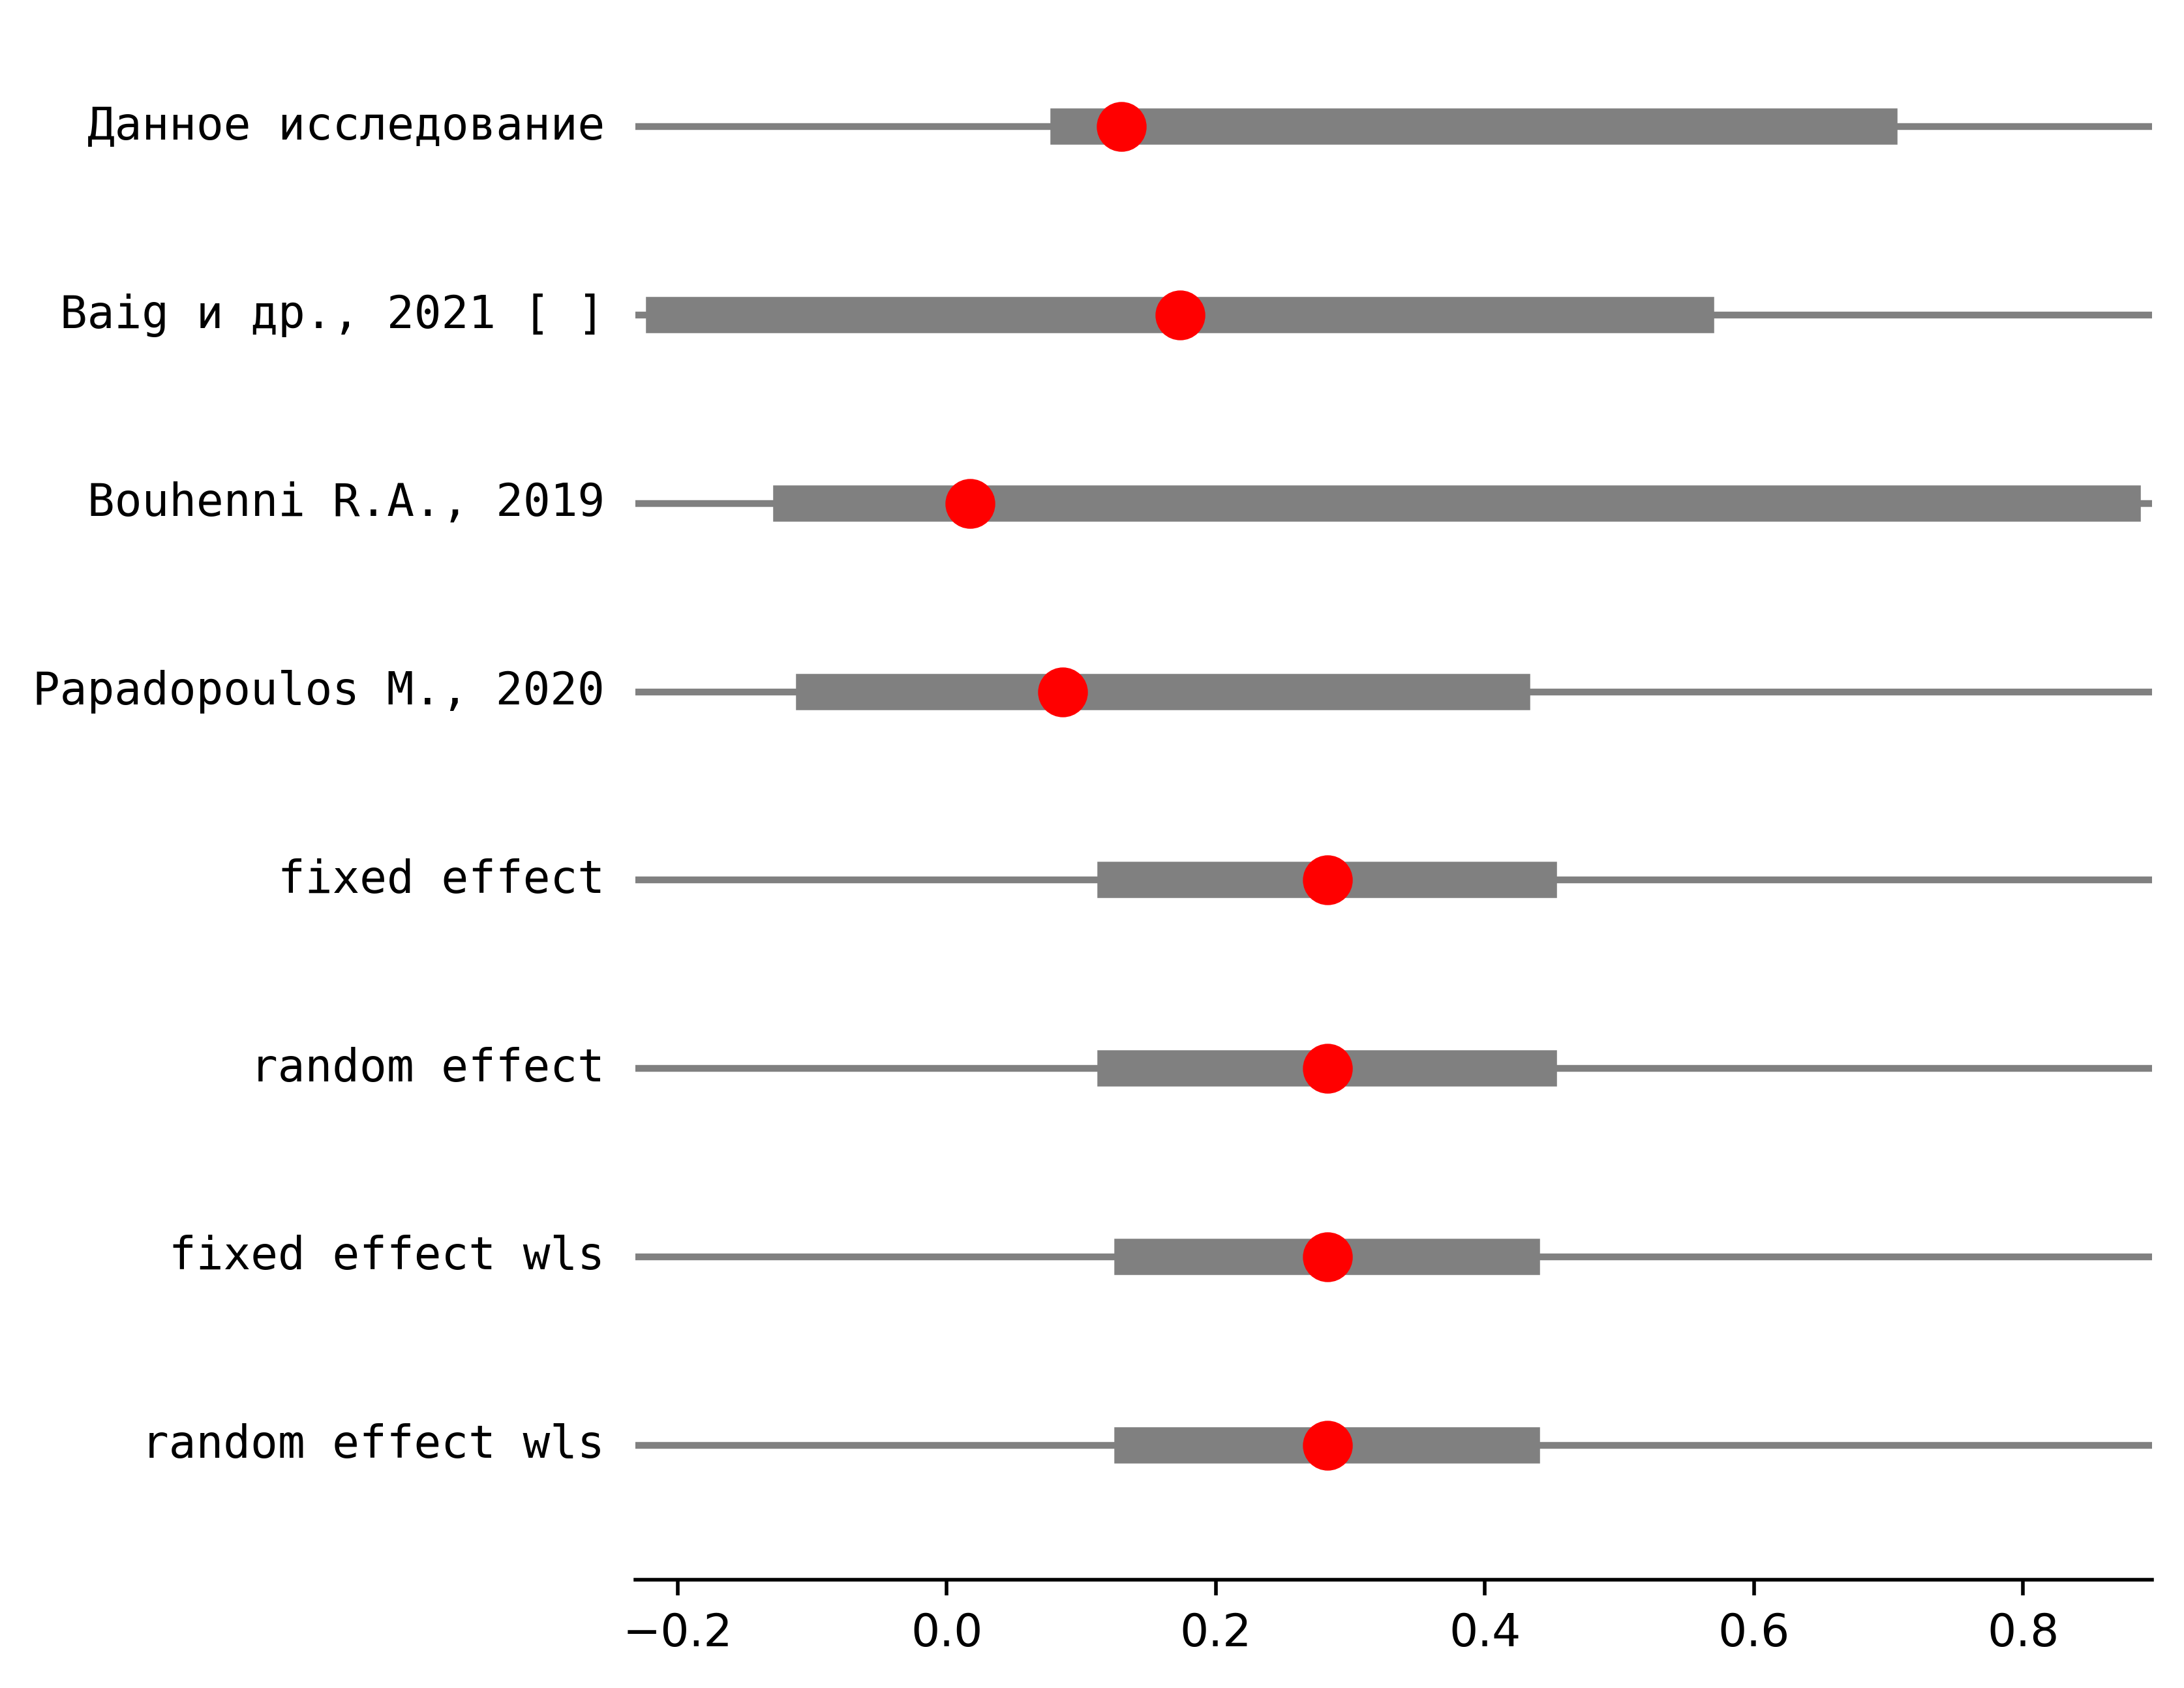 Данное исследование
Baig и др., 2021 [ ]
Bouhenni R.A., 2019
Papadopoulos M., 2020
fixed effect
random effect
fixed effect wls
random effect wls
−0.2 0.0 0.2 0.4 0.6 0.8